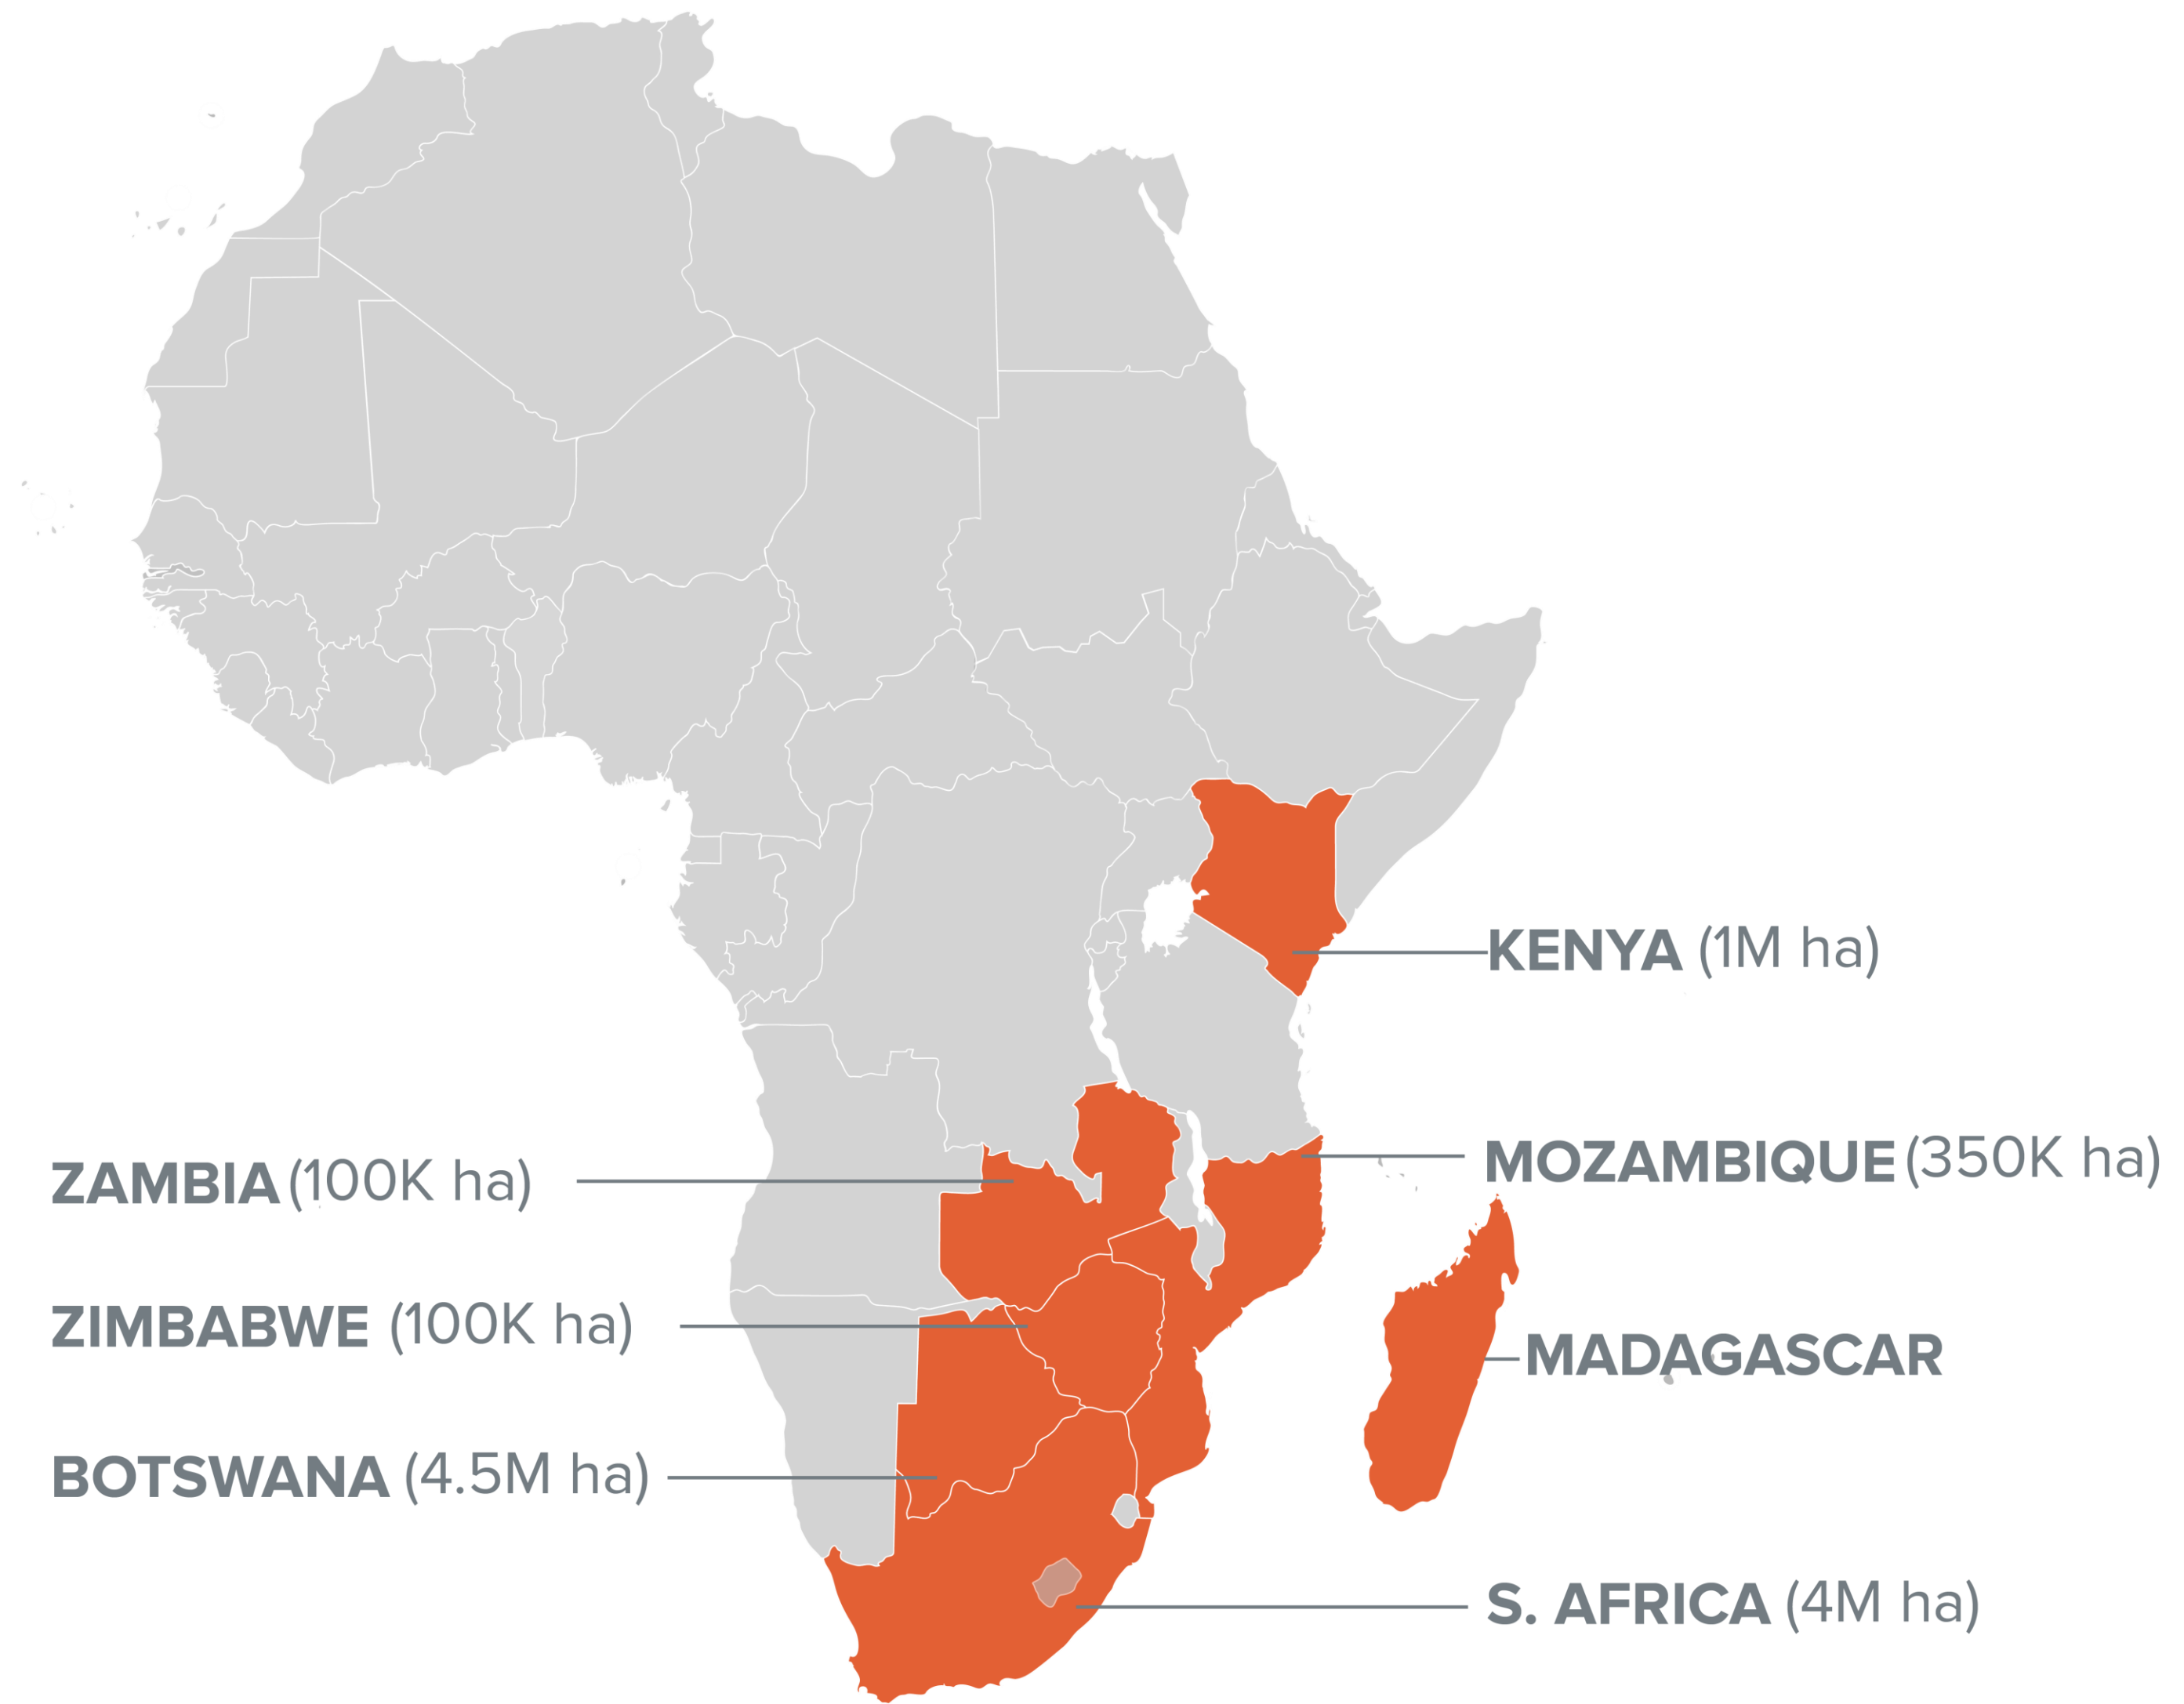 KENYA (1M ha)
MOZAMBIQUE (350K ha)
ZAMBIA (100K ha)
ZIMBABWE (100K ha)
MADAGASCAR
BOTSWANA (4.5M ha)
S. AFRICA (4M ha)